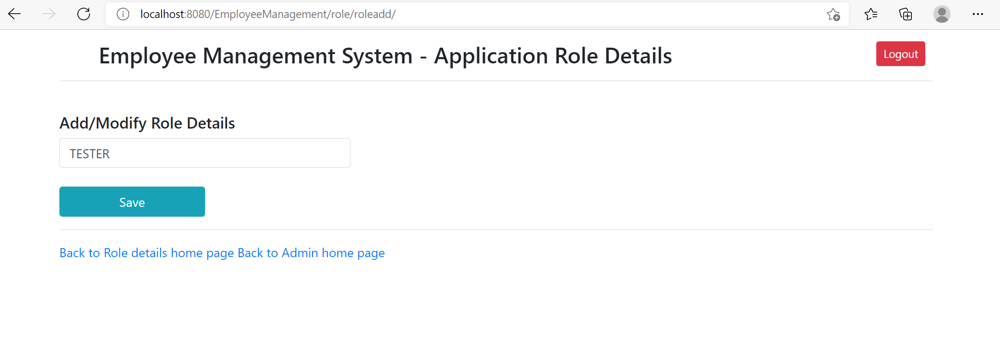 localhost:8080/EmployeeManagement/role/roleadd/
Employee Management System - Application Role Details
Logout
Add/Modify Role Details
TESTER
Save
Back to Role details home page Back to Admin home page